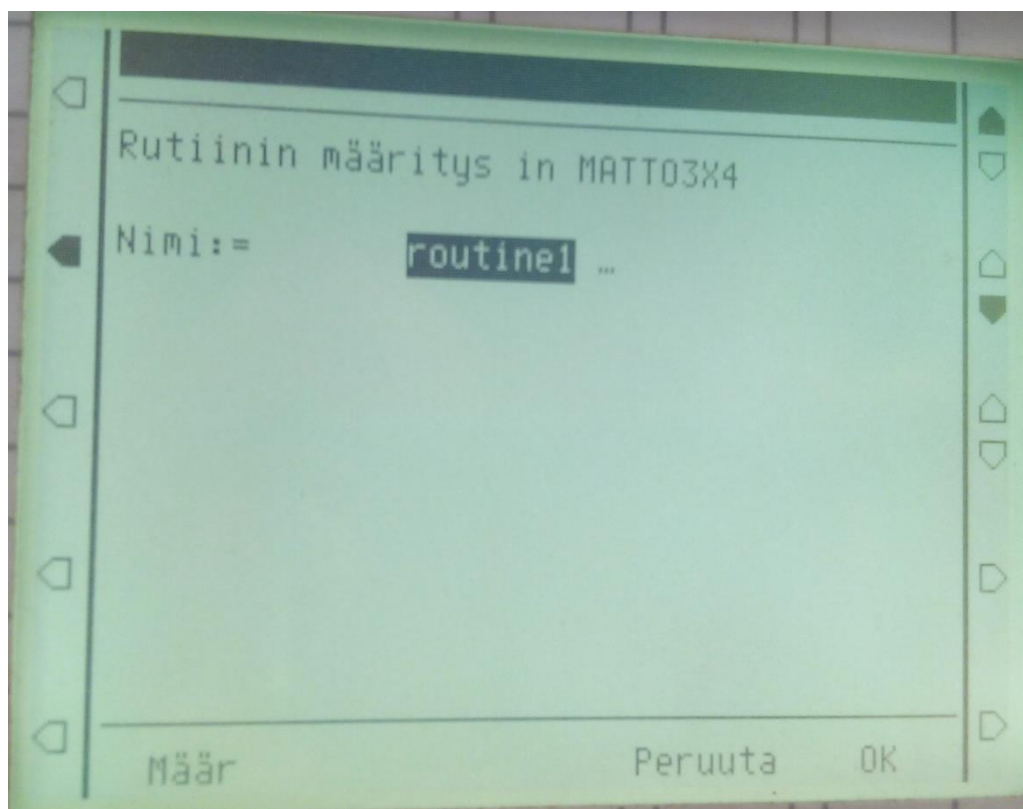 Rutiinin määritys in MATTO3X4
Nimi:= routine1 …
Määr Peruuta OK